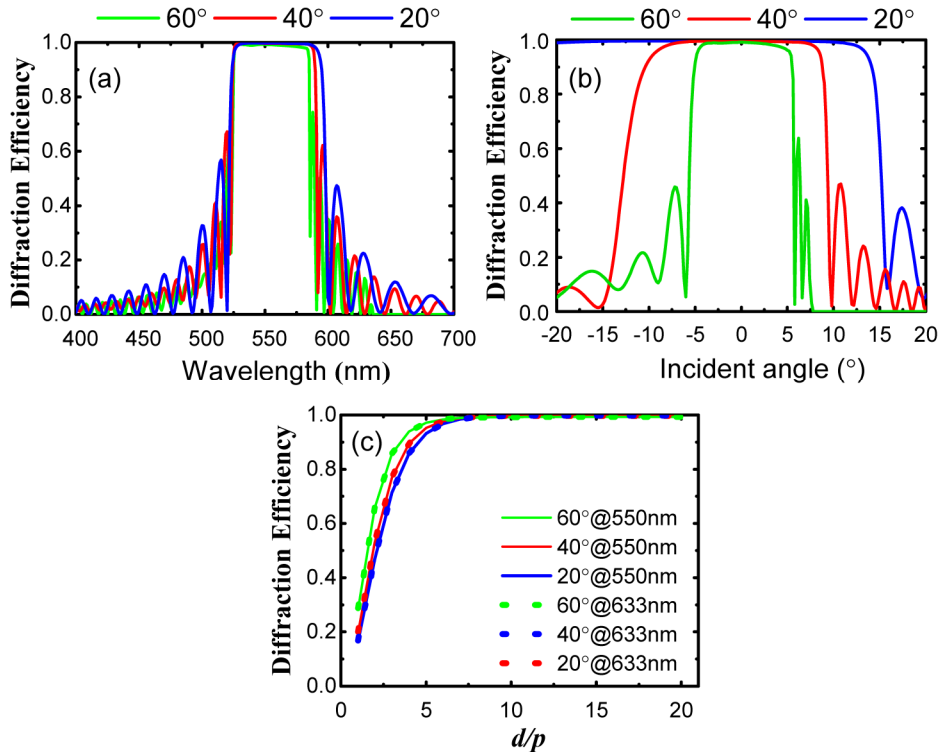 60° 40° 20°
60° 40° 20°
(a)
1.0
0.8
0.6
0.4
0.2
0.0
Diffraction Efficiency
400 450 500 550 600 650 700
Wavelength (nm)
(b)
1.0
0.8
0.6
0.4
0.2
0.0
Diffraction Efficiency
-20 -15 -10 -5 0 5 10 15 20
Incident angle (°)
(c)
1.0
0.8
0.6
0.4
0.2
0.0
Diffraction Efficiency
60°@550nm
40°@550nm
20°@550nm
60°@633nm
40°@633nm
20°@633nm
0 5 10 15 20
d/p